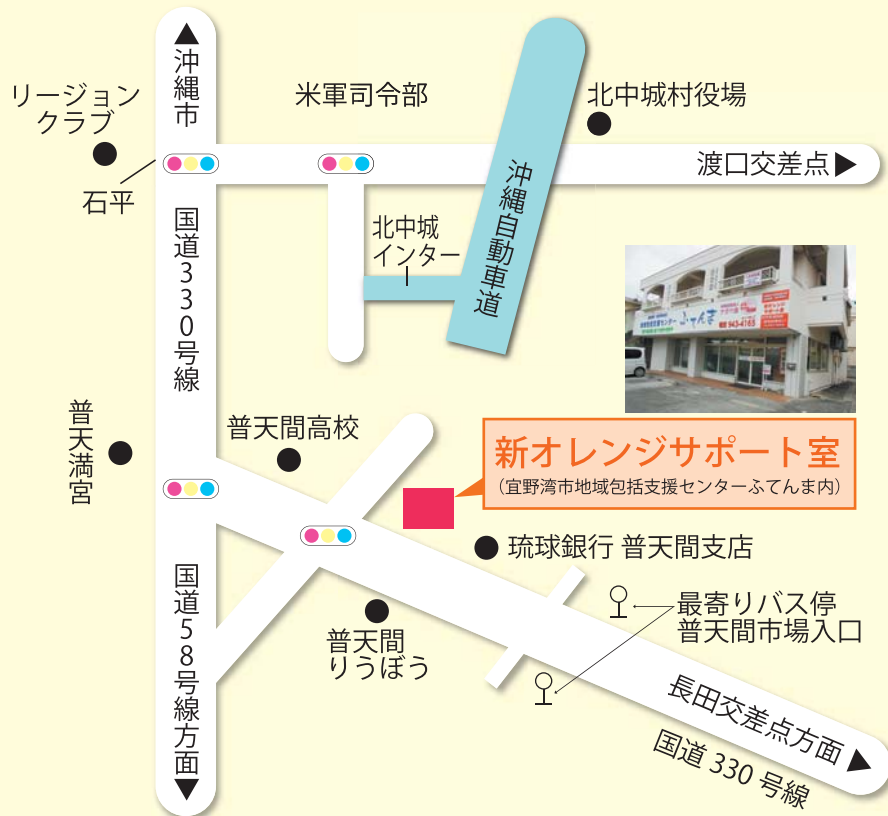 ▲沖縄市
リージョン
クラブ
米軍司令部
北中城村役場
渡口交差点▶
石平
国道330号線
北中城
インター
沖縄自動車道
ふてんま
943-4165
普天満宮
普天間高校
新オレンジサポート室
(宜野湾市地域包括支援センターふてんま内)
琉球銀行 普天間支店
国道58号線方面▼
普天間
りうぼう
最寄りバス停
普天間市場入口
長田交差点方面▶
国道 330 号線